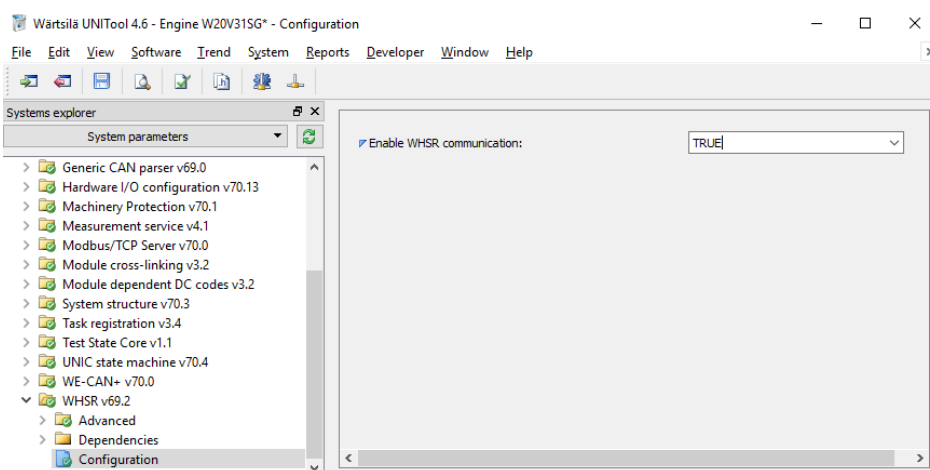 Wärtsilä UNITool 4.6 - Engine W20V31SG* - Configuration
File Edit View Software Trend System Reports Developer Window Help
Systems explorer
System parameters
Enable WHSR communication: TRUE
Generic CAN parser v69.0
Hardware I/O configuration v70.13
Machinery Protection v70.1
Measurement service v4.1
Modbus/TCP Server v70.0
Module cross-linking v3.2
Module dependent DC codes v3.2
System structure v70.3
Task registration v3.4
Test State Core v1.1
UNIC state machine v70.4
WE-CAN+ v70.0
WHSR v69.2
Advanced
Dependencies
Configuration